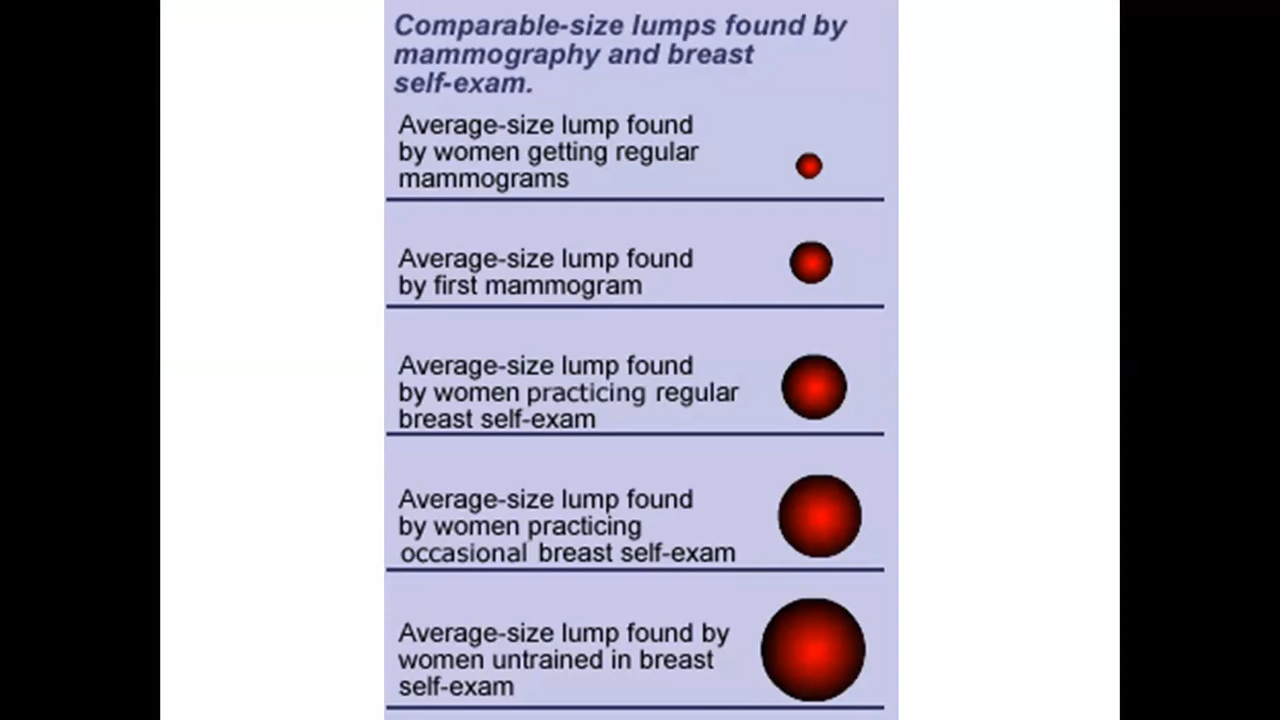 Comparable-size lumps found by
mammography and breast
self-exam.
Average-size lump found
by women getting regular
mammograms
Average-size lump found
by first mammogram
Average-size lump found
by women practicing regular
breast self-exam
Average-size lump found
by women practicing
occasional breast self-exam
Average-size lump found by
women untrained in breast
self-exam